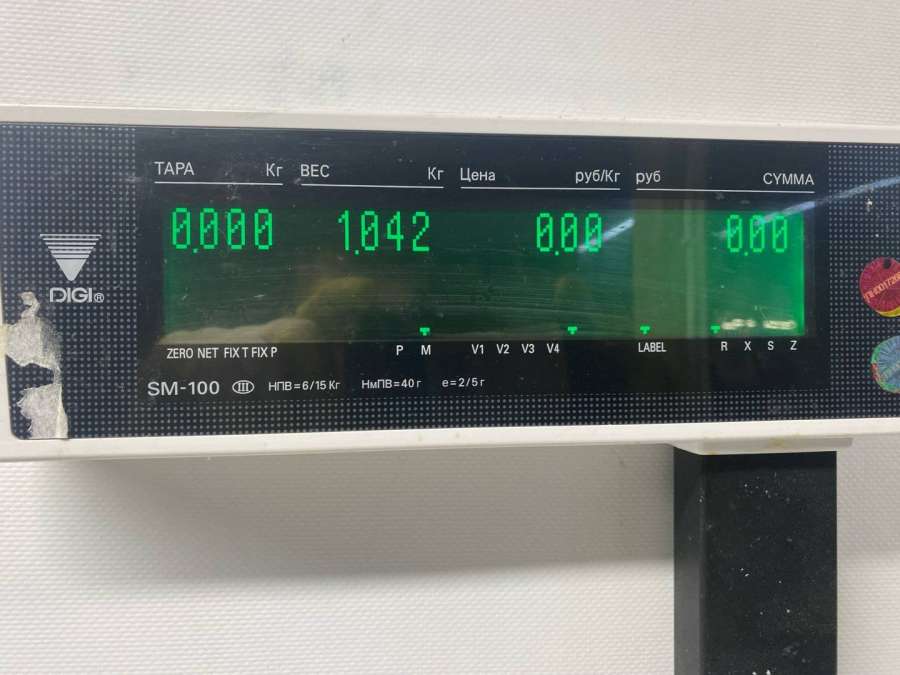 ТАРА Кг ВЕС Кг Цена руб/Кг руб СУММА
0.000 1.042 0.00 0.00
DIGI®
ZERO NET FIX T FIX P P M V1 V2 V3 V4 LABEL R X S Z
SM-100 III НПВ=6/15 Кг НмПВ=40 г e=2/5 г